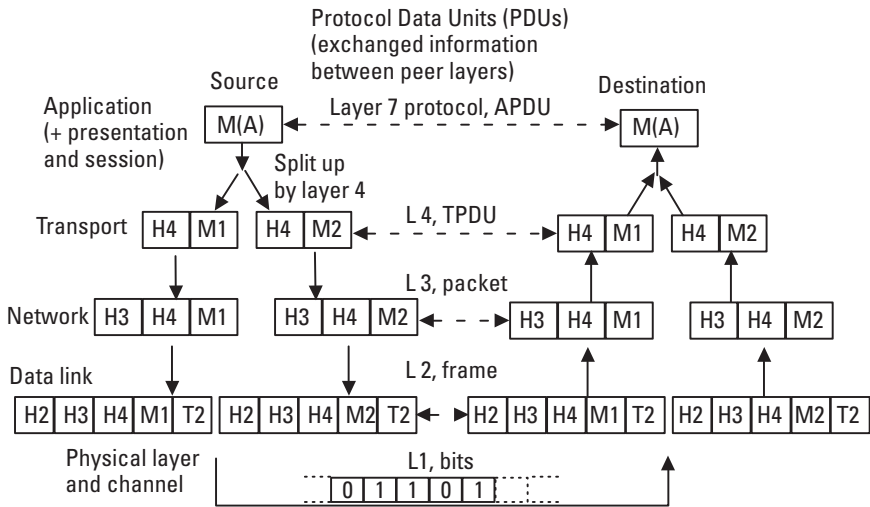 Protocol Data Units (PDUs)
(exchanged information
between peer layers)
Source
Destination
Application
(+ presentation
and session)
M(A)
Layer 7 protocol, APDU
M(A)
Split up
by layer 4
Transport
H4 M1
H4 M2
L 4, TPDU
H4 M1
H4 M2
Network
H3 H4 M1
H3 H4 M2
L 3, packet
H3 H4 M1
H3 H4 M2
Data link
L 2, frame
H2 H3 H4 M1 T2
H2 H3 H4 M2 T2
H2 H3 H4 M1 T2
H2 H3 H4 M2 T2
Physical layer
and channel
L1, bits
0 1 1 0 1